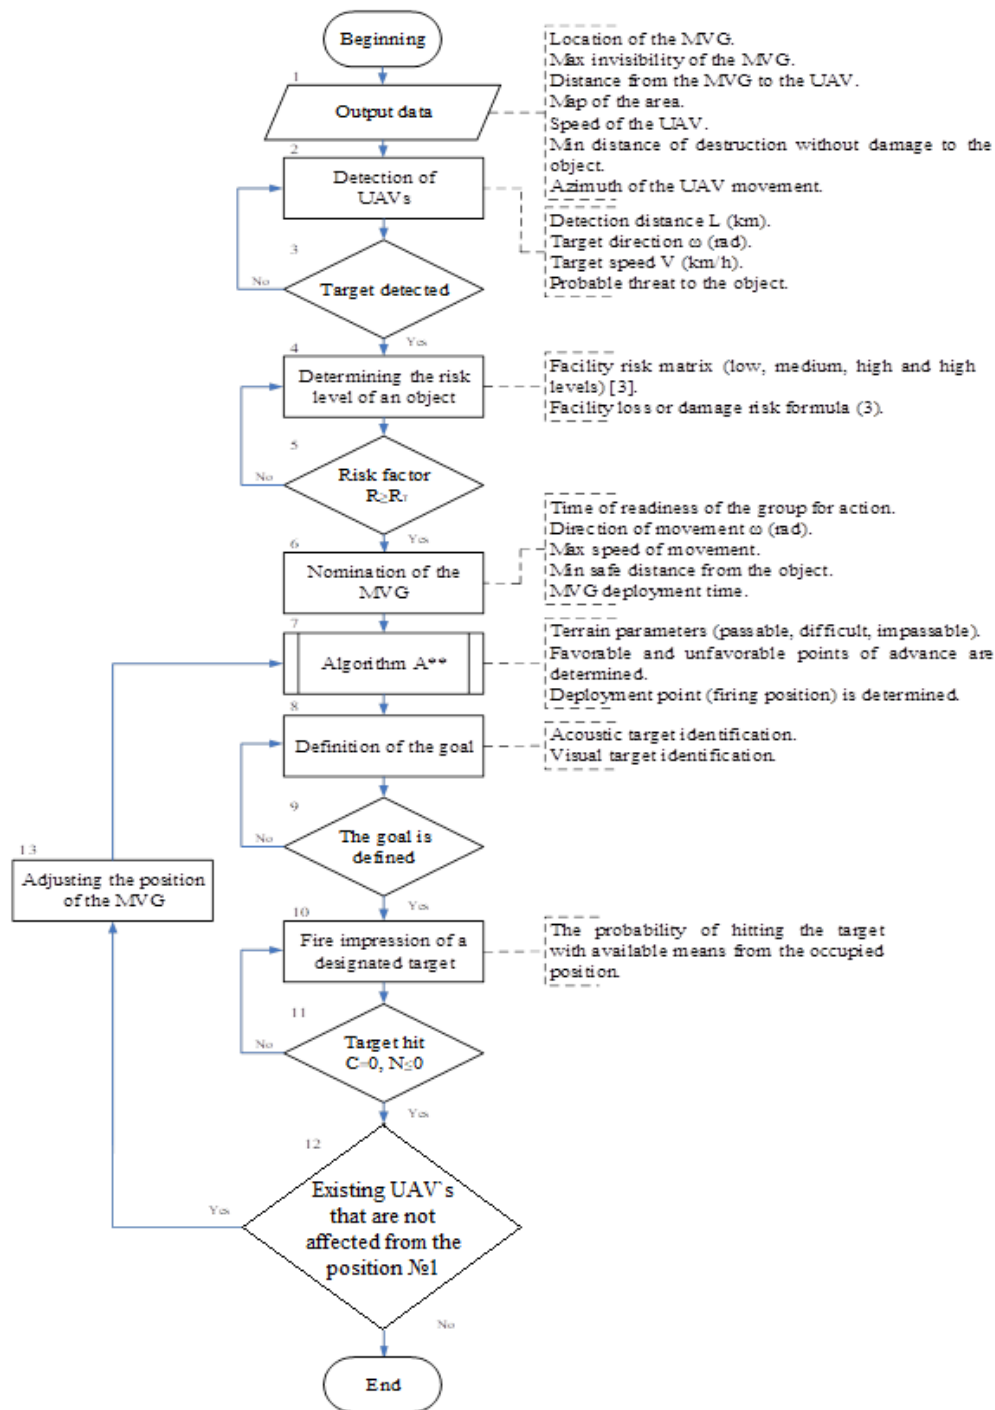 Beginning
Location of the MVG.
Max invisibility of the MVG.
Distance from the MVG to the UAV.
Map of the area.
Speed of the UAV.
Min distance of destruction without damage to the
object.
Azimuth of the UAV movement.
1
Output data
2
Detection of
UAVs
Detection distance L (km).
Target direction ω (rad).
Target speed V (km/h).
Probable threat to the object.
3
Target detected
No
Yes
4
Determining the risk
level of an object
Facility risk matrix (low, medium, high and high
levels) [3].
Facility loss or damage risk formula (3).
5
Risk factor
R≥Rт
No
Yes
6
Nomination of the
MVG
Time of readiness of the group for action.
Direction of movement ω (rad).
Max speed of movement.
Min safe distance from the object.
MVG deployment time.
7
Algorithm A**
Terrain parameters (passable, difficult, impassable).
Favorable and unfavorable points of advance are
determined.
Deployment point (firing position) is determined.
8
Definition of the goal
Acoustic target identification.
Visual target identification.
9
The goal is
defined
No
Yes
13
Adjusting the position
of the MVG
10
Fire impression of a
designated target
The probability of hitting the target
with available means from the occupied
position.
11
Target hit
C=0, N≤0
No
Yes
12
Existing UAV`s
that are not
affected from the
position №1
Yes
No
End